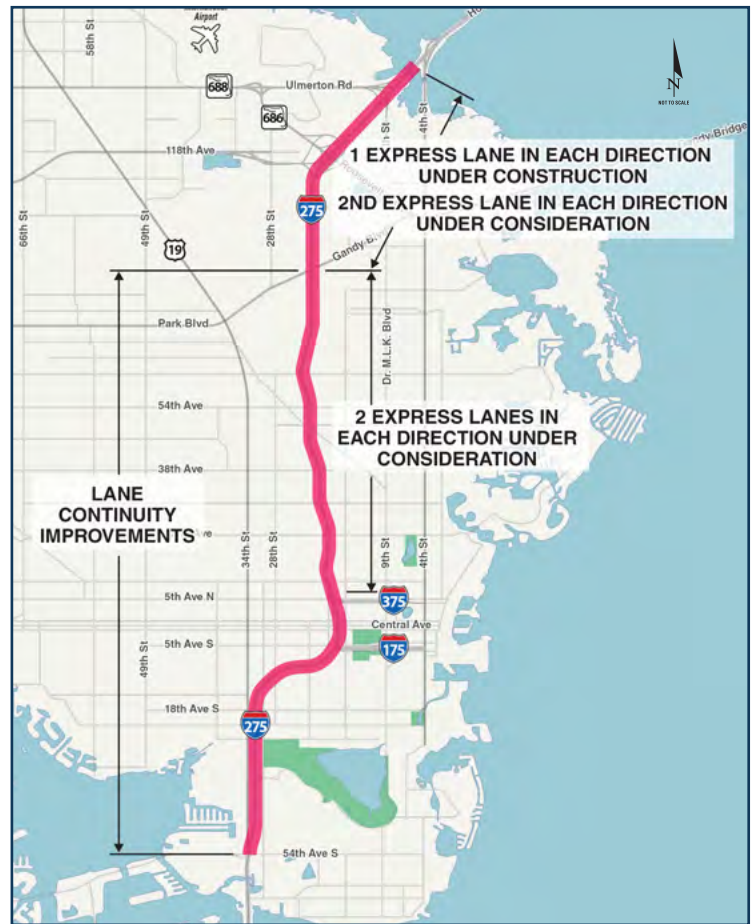 Airport
58th St
688
Ulmerton Rd
4th St
N
NOT TO SCALE
686
118th Ave
1 EXPRESS LANE IN EACH DIRECTION
UNDER CONSTRUCTION
2ND EXPRESS LANE IN EACH DIRECTION
UNDER CONSIDERATION
66th St
49th St
28th St
275
19
Gandy
Park Blvd
Dr. M.L.K. Blvd
54th Ave
2 EXPRESS LANES IN
EACH DIRECTION UNDER
CONSIDERATION
38th Ave
LANE
CONTINUITY
IMPROVEMENTS
34th St
28th St
9th St
4th St
5th Ave N
375
Central Ave
5th Ave S
175
49th St
18th Ave S
275
54th Ave S